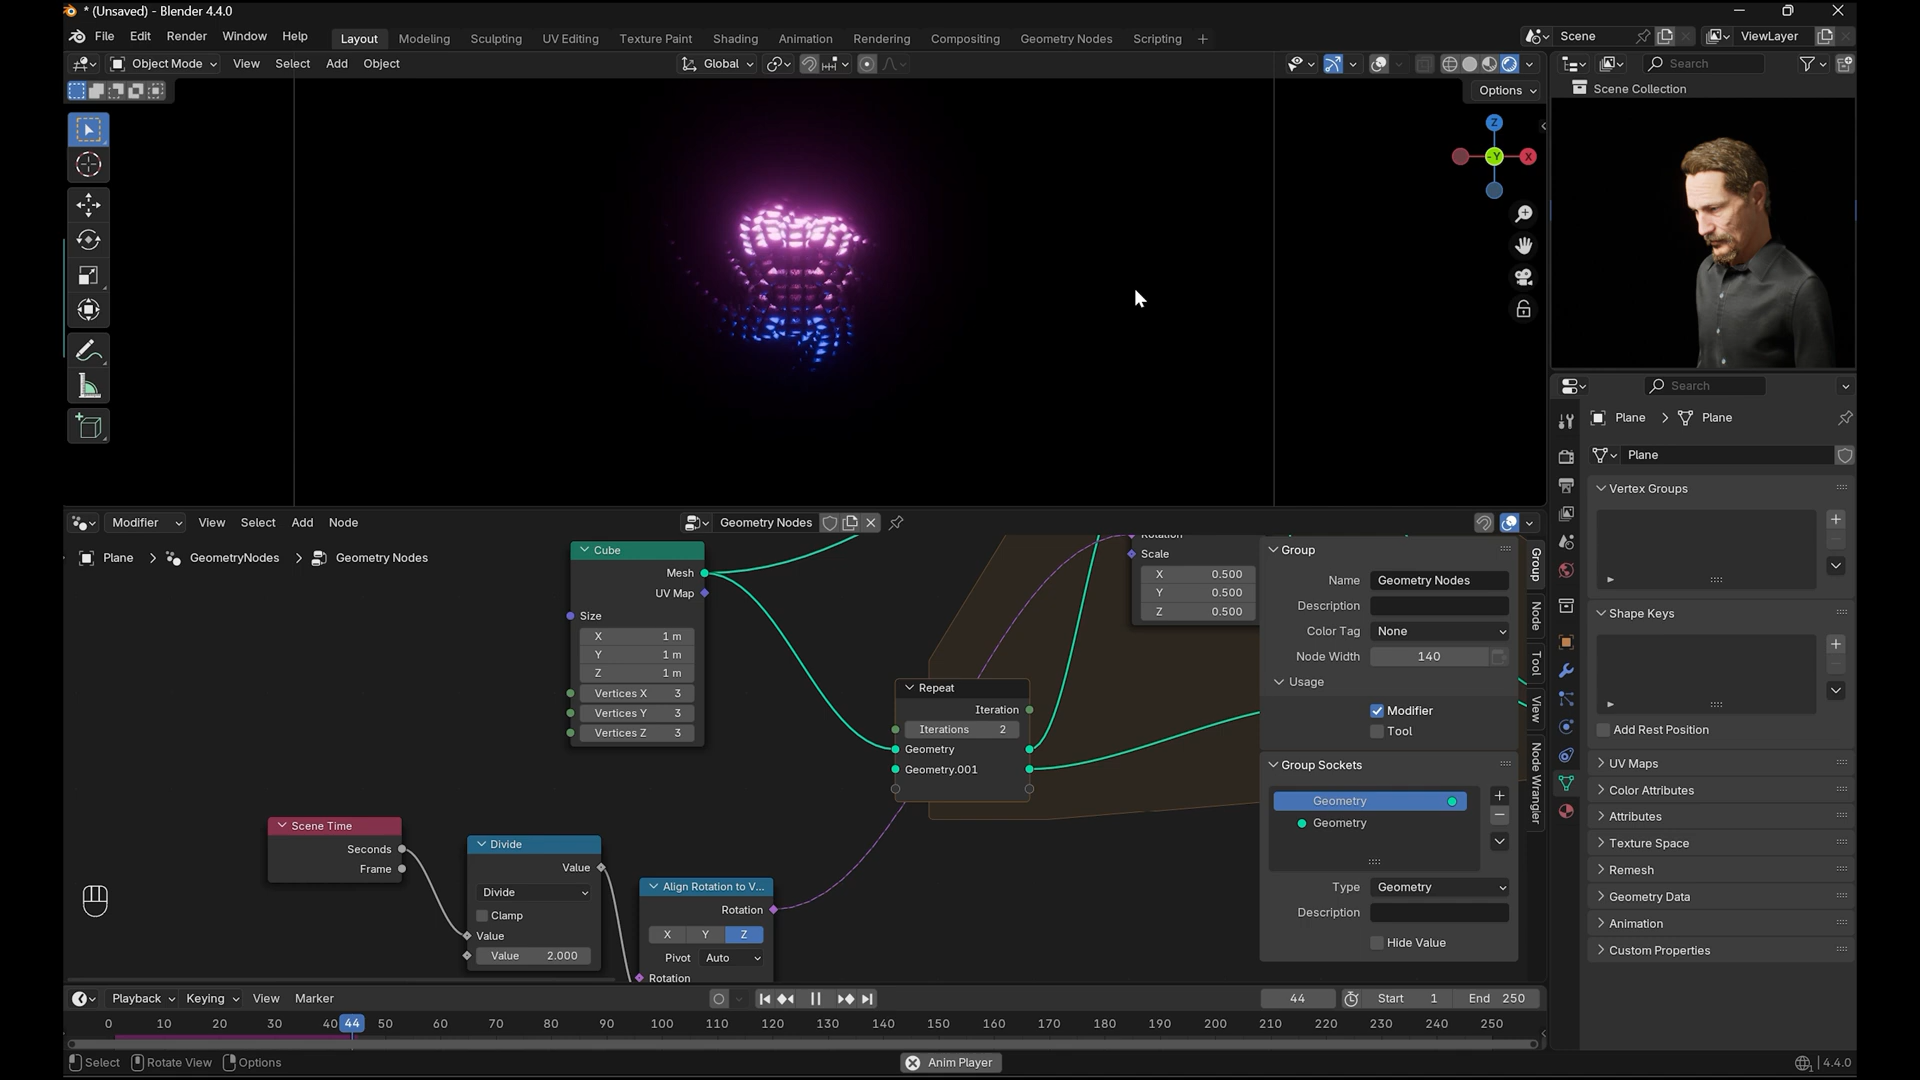 * (Unsaved) - Blender 4.4.0
File Edit Render Window Help Layout Modeling Sculpting UV Editing Texture Paint Shading Animation Rendering Compositing Geometry Nodes Scripting + Scene ViewLayer
Object Mode View Select Add Object Global Search
Options
Scene Collection
Z
-Y X
Search
Plane > Plane
Plane
Vertex Groups
Shape Keys
Add Rest Position
UV Maps
Color Attributes
Attributes
Texture Space
Remesh
Geometry Data
Animation
Custom Properties
Modifier View Select Add Node Geometry Nodes
Plane > GeometryNodes > Geometry Nodes
Cube
Mesh
UV Map
Size
X 1 m
Y 1 m
Z 1 m
Vertices X 3
Vertices Y 3
Vertices Z 3
Rotation
Scale
X 0.500
Y 0.500
Z 0.500
Repeat
Iteration
Iterations 2
Geometry
Geometry.001
Scene Time
Seconds
Frame
Divide
Value
Divide
Clamp
Value
Value 2.000
Align Rotation to V...
Rotation
X Y Z
Pivot Auto
Rotation
Group
Name Geometry Nodes
Description
Color Tag None
Node Width 140
Usage
Modifier
Tool
Group Sockets
Geometry
Geometry
Type Geometry
Description
Hide Value
Group
Node
Tool
View
Node Wrangler
Playback Keying View Marker 44 Start 1 End 250
0 10 20 30 40 44 50 60 70 80 90 100 110 120 130 140 150 160 170 180 190 200 210 220 230 240 250
Select Rotate View Options Anim Player 4.4.0